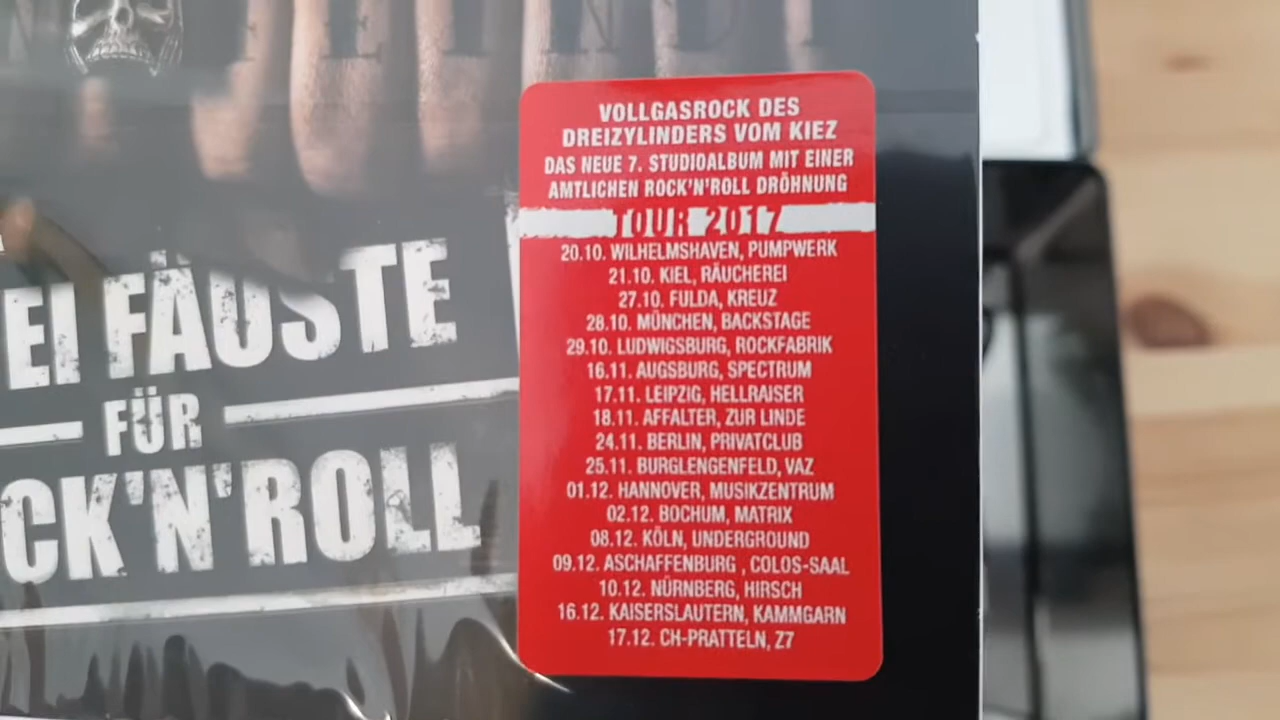 EI FÄUSTE
FÜR
CK'N'ROLL
VOLLGASROCK DES
DREIZYLINDERS VOM KIEZ
DAS NEUE 7. STUDIOALBUM MIT EINER
AMTLICHEN ROCK'N'ROLL DRÖHNUNG
TOUR 2017
20.10. WILHELMSHAVEN, PUMPWERK
21.10. KIEL, RÄUCHEREI
27.10. FULDA, KREUZ
28.10. MÜNCHEN, BACKSTAGE
29.10. LUDWIGSBURG, ROCKFABRIK
16.11. AUGSBURG, SPECTRUM
17.11. LEIPZIG, HELLRAISER
18.11. AFFALTER, ZUR LINDE
24.11. BERLIN, PRIVATCLUB
25.11. BURGLENGENFELD, VAZ
01.12. HANNOVER, MUSIKZENTRUM
02.12. BOCHUM, MATRIX
08.12. KÖLN, UNDERGROUND
09.12. ASCHAFFENBURG , COLOS-SAAL
10.12. NÜRNBERG, HIRSCH
16.12. KAISERSLAUTERN, KAMMGARN
17.12. CH-PRATTELN, Z7